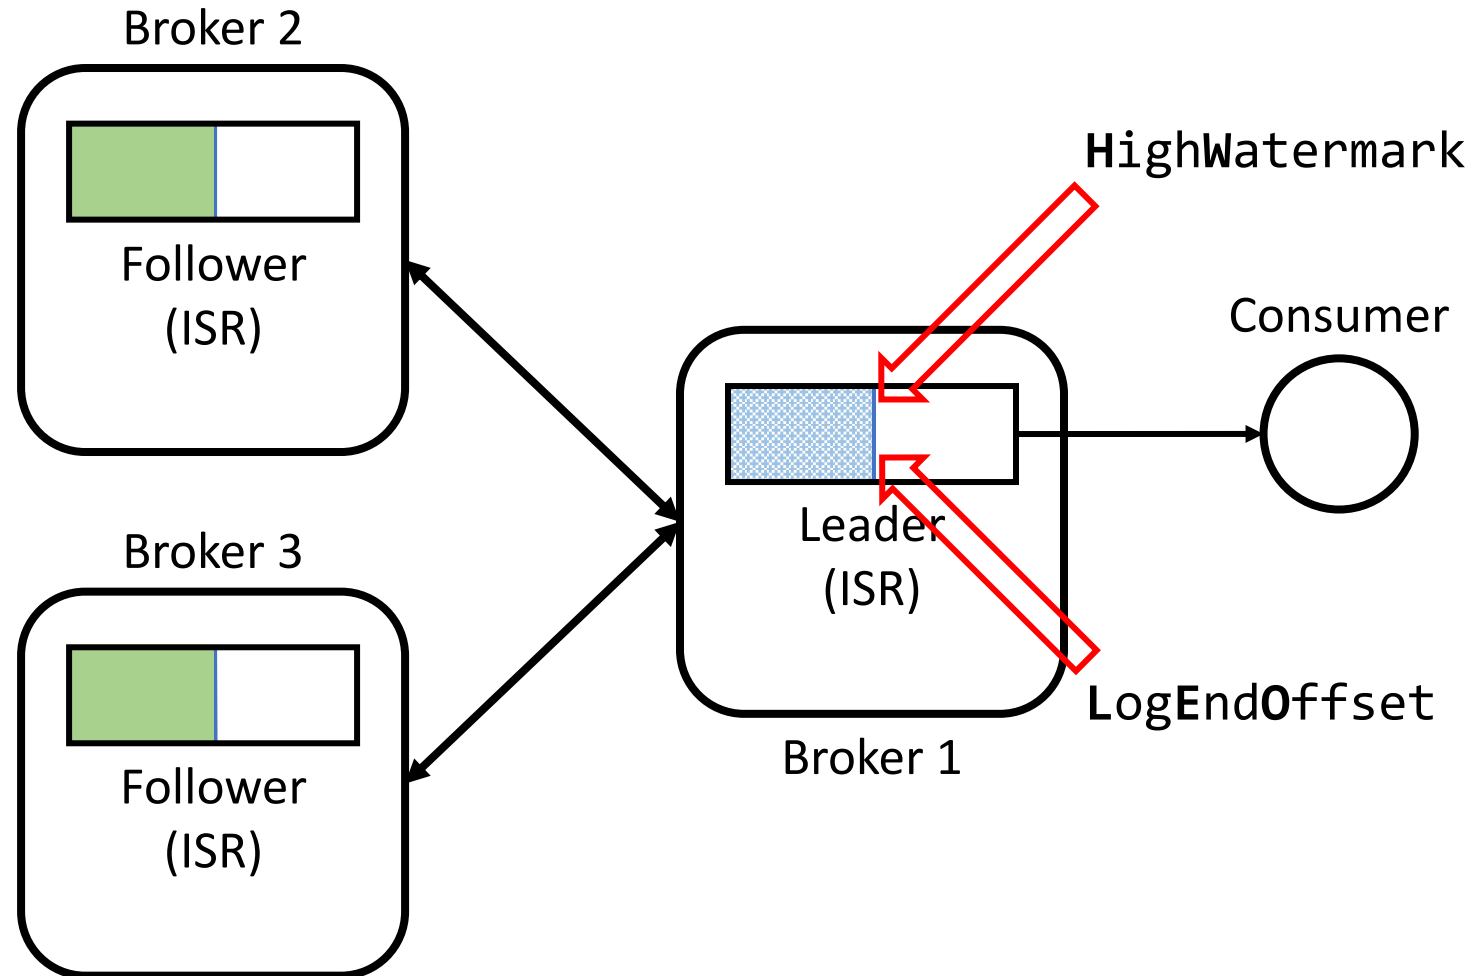 Broker 2
Follower
(ISR)
HighWatermark
Consumer
Leader
(ISR)
Broker 3
Follower
(ISR)
LogEndOffset
Broker 1